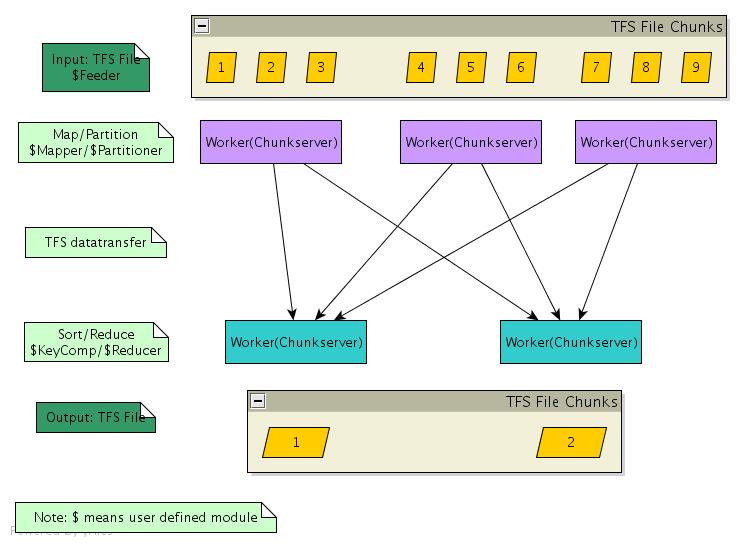 TFS File Chunks
Input: TFS File
$Feeder
1 2 3 4 5 6 7 8 9
Map/Partition
$Mapper/$Partitioner
Worker(Chunkserver) Worker(Chunkserver) Worker(Chunkserver)
TFS datatransfer
Sort/Reduce
$KeyComp/$Reducer
Worker(Chunkserver) Worker(Chunkserver)
TFS File Chunks
Output: TFS File
1 2
Note: $ means user defined module